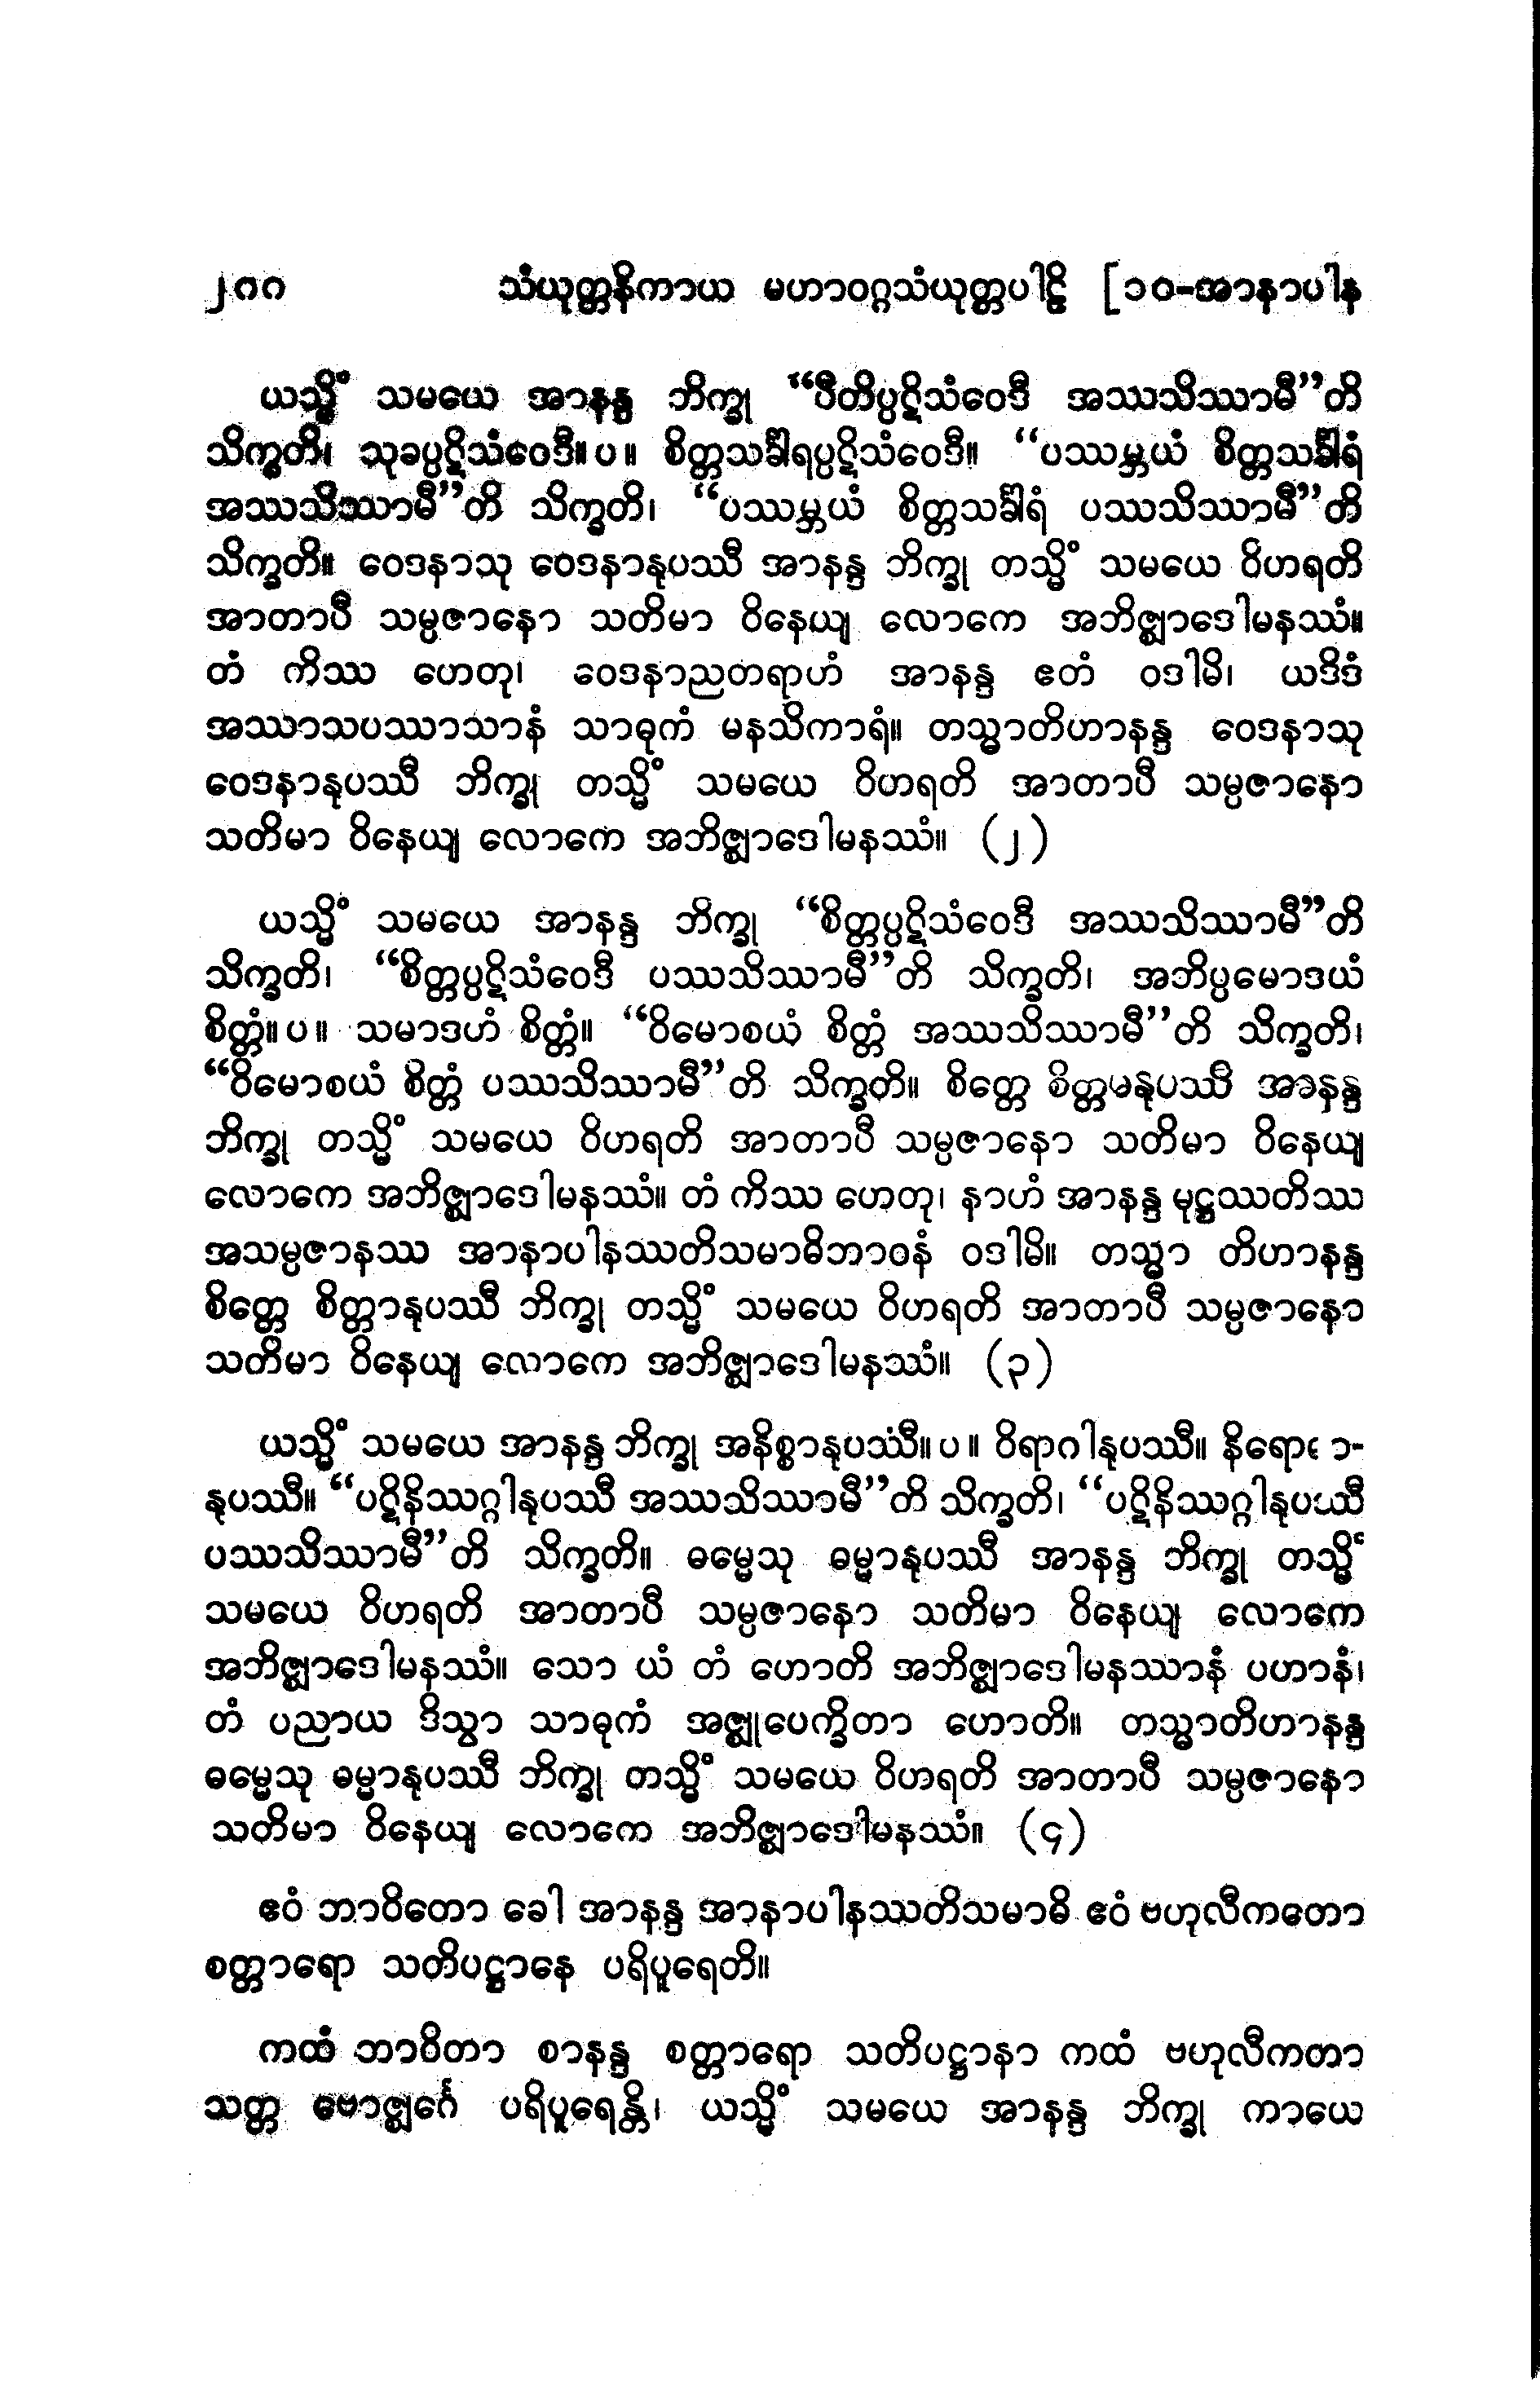 ၂၈၈ သံယုတ္တနိကာယ မဟာဝဂ္ဂသံယုတ္တပါဠိ [၁၀-အာနာပါန
ယသ္မိံ သမယေ အာနန္ဒ ဘိက္ခု “ပီတိပ္ပဋိသံဝေဒီ အဿသိဿာမီ”တိ
သိက္ခတိ၊ သုခပ္ပဋိသံဝေဒီ။ပ။ စိတ္တသင်္ခါရပ္ပဋိသံဝေဒီ။ “ပဿမ္ဘယံ စိတ္တသင်္ခါရံ
အဿသိဿာမီ”တိ သိက္ခတိ၊ “ပဿမ္ဘယံ စိတ္တသင်္ခါရံ ပဿသိဿာမီ”တိ
သိက္ခတိ။ ဝေဒနာသု ဝေဒနာနုပဿီ အာနန္ဒ ဘိက္ခု တသ္မိံ သမယေ ဝိဟရတိ
အာတာပီ သမ္ပဇာနော သတိမာ ဝိနေယျ လောကေ အဘိဇ္ဈာဒေါမနဿံ။
တံ ကိဿ ဟေတု၊ ဝေဒနာညတရာဟံ အာနန္ဒ ဧတံ ဝဒါမိ၊ ယဒိဒံ
အဿာသပဿာသာနံ သာဓုကံ မနသိကာရံ။ တသ္မာတိဟာနန္ဒ ဝေဒနာသု
ဝေဒနာနုပဿီ ဘိက္ခု တသ္မိံ သမယေ ဝိဟရတိ အာတာပီ သမ္ပဇာနော
သတိမာ ဝိနေယျ လောကေ အဘိဇ္ဈာဒေါမနဿံ။ (၂)
ယသ္မိံ သမယေ အာနန္ဒ ဘိက္ခု “စိတ္တပ္ပဋိသံဝေဒီ အဿသိဿာမီ”တိ
သိက္ခတိ၊ “စိတ္တပ္ပဋိသံဝေဒီ ပဿသိဿာမီ”တိ သိက္ခတိ၊ အဘိပ္ပမောဒယံ
စိတ္တံ။ပ။ သမာဒဟံ စိတ္တံ။ “ဝိမောစယံ စိတ္တံ အဿသိဿာမီ”တိ သိက္ခတိ၊
“ဝိမောစယံ စိတ္တံ ပဿသိဿာမီ”တိ သိက္ခတိ။ စိတ္တေ စိတ္တမနုပဿီ အာနန္ဒ
ဘိက္ခု တသ္မိံ သမယေ ဝိဟရတိ အာတာပီ သမ္ပဇာနော သတိမာ ဝိနေယျ
လောကေ အဘိဇ္ဈာဒေါမနဿံ။ တံ ကိဿ ဟေတု၊ နာဟံ အာနန္ဒ မုဋ္ဌဿတိဿ
အသမ္ပဇာနဿ အာနာပါနဿတိသမာဓိဘာဝနံ ဝဒါမိ။ တသ္မာ တိဟာနန္ဒ
စိတ္တေ စိတ္တာနုပဿီ ဘိက္ခု တသ္မိံ သမယေ ဝိဟရတိ အာတာပီ သမ္ပဇာနော
သတိမာ ဝိနေယျ လောကေ အဘိဇ္ဈာဒေါမနဿံ။ (၃)
ယသ္မိံ သမယေ အာနန္ဒ ဘိက္ခု အနိစ္စာနုပဿီ။ပ။ ဝိရာဂါနုပဿီ။ နိရောဓာ-
နုပဿီ။ “ပဋိနိဿဂ္ဂါနုပဿီ အဿသိဿာမီ”တိ သိက္ခတိ၊ “ပဋိနိဿဂ္ဂါနုပဿီ
ပဿသိဿာမီ”တိ သိက္ခတိ။ ဓမ္မေသု ဓမ္မာနုပဿီ အာနန္ဒ ဘိက္ခု တသ္မိံ
သမယေ ဝိဟရတိ အာတာပီ သမ္ပဇာနော သတိမာ ဝိနေယျ လောကေ
အဘိဇ္ဈာဒေါမနဿံ။ သော ယံ တံ ဟောတိ အဘိဇ္ဈာဒေါမနဿာနံ ပဟာနံ၊
တံ ပညာယ ဒိသွာ သာဓုကံ အဇ္ဈုပေက္ခိတာ ဟောတိ။ တသ္မာတိဟာနန္ဒ
ဓမ္မေသု ဓမ္မာနုပဿီ ဘိက္ခု တသ္မိံ သမယေ ဝိဟရတိ အာတာပီ သမ္ပဇာနော
သတိမာ ဝိနေယျ လောကေ အဘိဇ္ဈာဒေါမနဿံ။ (၄)
ဧဝံ ဘာဝိတော ခေါ အာနန္ဒ အာနာပါနဿတိသမာဓိ ဧဝံ ဗဟုလီကတော
စတ္တာရော သတိပဋ္ဌာနေ ပရိပူရေတိ။
ကထံ ဘာဝိတာ စာနန္ဒ စတ္တာရော သတိပဋ္ဌာနာ ကထံ ဗဟုလီကတာ
သတ္တ ဗောဇ္ဈင်္ဂေ ပရိပူရေန္တိ၊ ယသ္မိံ သမယေ အာနန္ဒ ဘိက္ခု ကာယေ